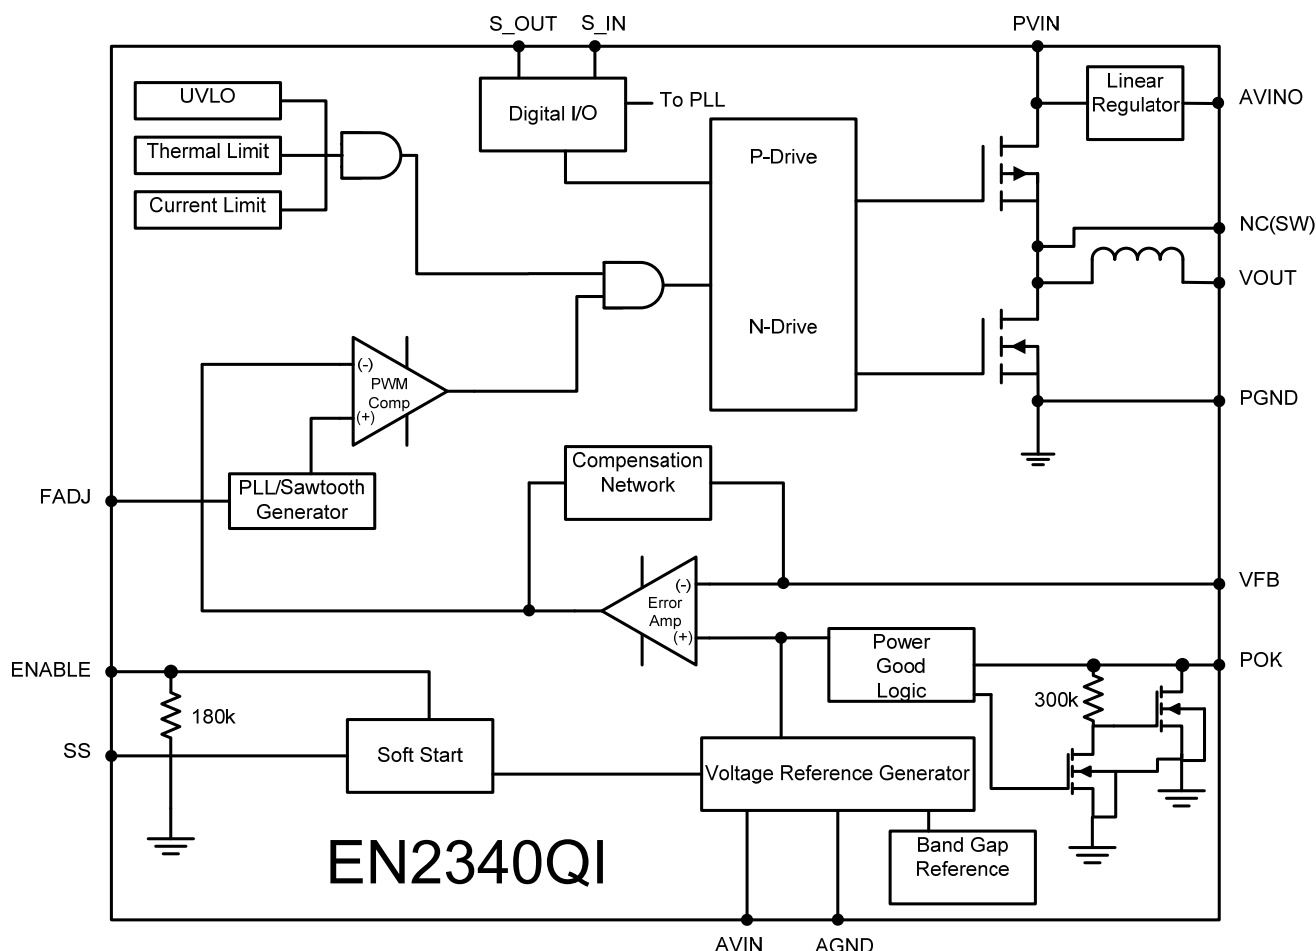 S_OUT
S_IN
PVIN
UVLO
Thermal Limit
Current Limit
Digital I/O
To PLL
Linear
Regulator
AVINO
P-Drive
N-Drive
NC(SW)
VOUT
PGND
(-)
PWM
Comp
(+)
FADJ
PLL/Sawtooth
Generator
Compensation
Network
(-)
Error
Amp
(+)
VFB
Power
Good
Logic
POK
300k
ENABLE
180k
SS
Soft Start
Voltage Reference Generator
Band Gap
Reference
EN2340QI
AVIN
AGND